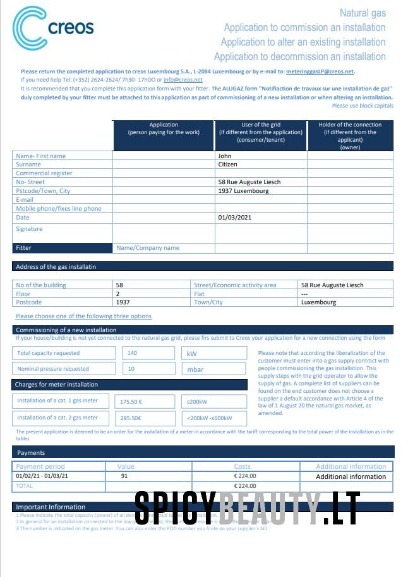 creos
Natural gas
Application to commission an installation
Application to alter an existing installation
Application to decommission an installation
Please return the completed application to creos Luxembourg S.A., L-2084 Luxembourg or by e-mail to: meteringgasLP@creos.net.
If you need help Tel: (+352) 2624-2624/ 7h30- 17h00 or info@creos.net
It is recommended that you complete this application form with your fitter. The ALUGAZ form "Notification de travaux sur une installation de gaz"
duly completed by your fitter must be attached to this application as part of commissioning of a new installation or when altering an installation.
Please use block capitals
Application (person paying for the work)
User of the grid (if different from the application) (consumer/tenant)
Holder of the connection (if different from the applicant) (owner)
Name- First name John
Surname Citizen
Commercial register
No- Street 58 Rue Auguste Liesch
Pstcode/Town, City 1937 Luxembourg
E-mail
Mobile phone/fixes line phone
Date 01/03/2021
Signature
Fitter Name/Company name
Address of the gas installatin
No of the building 58 Street/Economic activity area 58 Rue Auguste Liesch
Floor 2 Flat ---
Postcode 1937 Town/City Luxembourg
Please choose one of the following three options
Commissioning of a new installation
If your house/building is not yet connected to the natural gas grid, please firs submit to Creos your application for a new connection using the form
Total capacity requested 140 kW
Nominal pressure requested 10 mbar
Charges for meter installation
Installation of a cat. 1 gas meter 175.50 € ≤200kW
Installation of a cat. 2 gas meter 265.50€ <200kW-≤100kW
Please note that according the liberalization of the
customer must enter into a gas supply contract with
people commissioning the gas installation. This
supply steps with the grid operator to allow the
supply of gas. A complete list of suppliers can be
found on the end customer does not choose a
supplier a default accordance with Article 4 of the
law of 1 August 20 the natural gas market, as
amended.
The present application is deemed to be an order for the installation of a meter in accordance with the tariff corresponding to the total power of the installation as in the
tables
Payments
Payment period Value Costs Additional information
01/02/21 - 01/03/21 91 € 224.00 Additional information
TOTAL € 224.00
SPICYBEAUTY.LT
Important Information